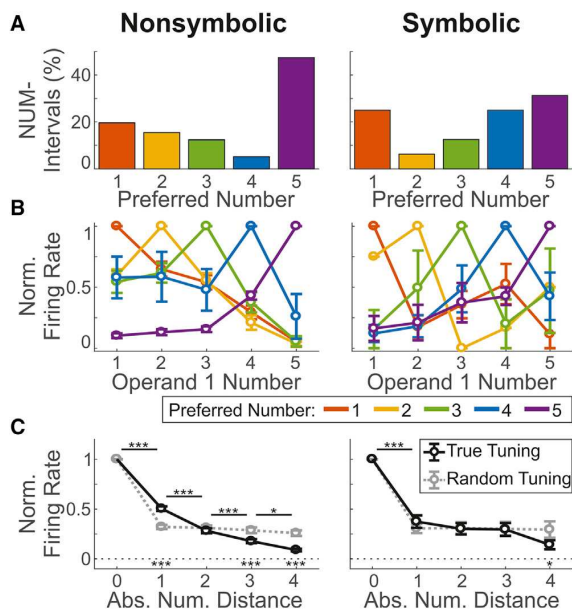 Nonsymbolic
Symbolic
A
NUM-
Intervals (%)
40
20
0
1 2 3 4 5
Preferred Number
1 2 3 4 5
Preferred Number
B
Norm.
Firing Rate
1
0.5
0
1 2 3 4 5
Operand 1 Number
1 2 3 4 5
Operand 1 Number
Preferred Number: 1 2 3 4 5
C
Norm.
Firing Rate
1
0.5
0
*** *** *** *
*** *** ***
0 1 2 3 4
Abs. Num. Distance
***
True Tuning
Random Tuning
*
0 1 2 3 4
Abs. Num. Distance